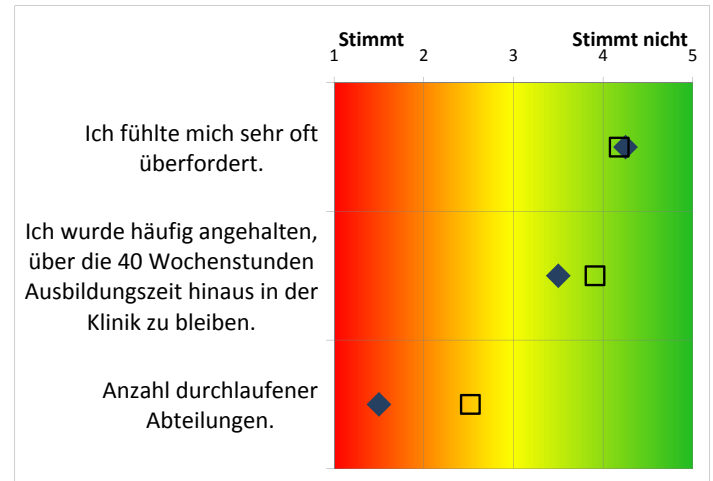 Stimmt Stimmt nicht
1 2 3 4 5
Ich fühlte mich sehr oft
überfordert.
Ich wurde häufig angehalten,
über die 40 Wochenstunden
Ausbildungszeit hinaus in der
Klinik zu bleiben.
Anzahl durchlaufener
Abteilungen.